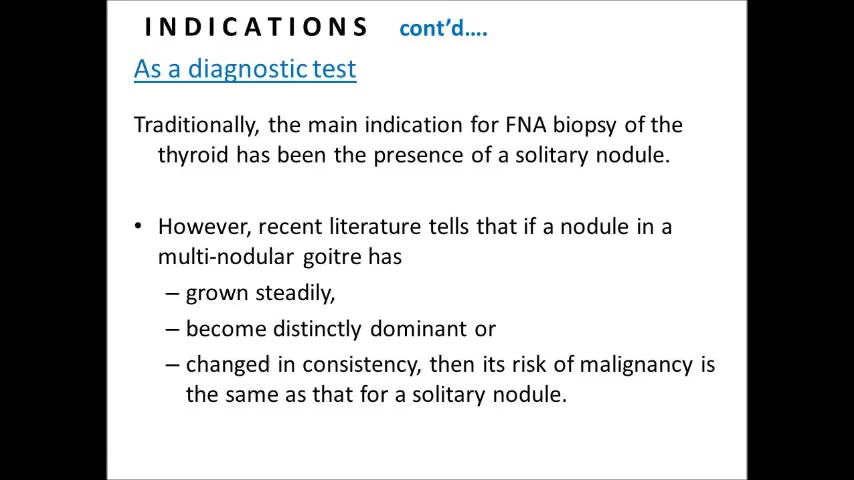 INDICATIONS cont’d….
As a diagnostic test
Traditionally, the main indication for FNA biopsy of the
thyroid has been the presence of a solitary nodule.
• However, recent literature tells that if a nodule in a
multi-nodular goitre has
– grown steadily,
– become distinctly dominant or
– changed in consistency, then its risk of malignancy is
the same as that for a solitary nodule.